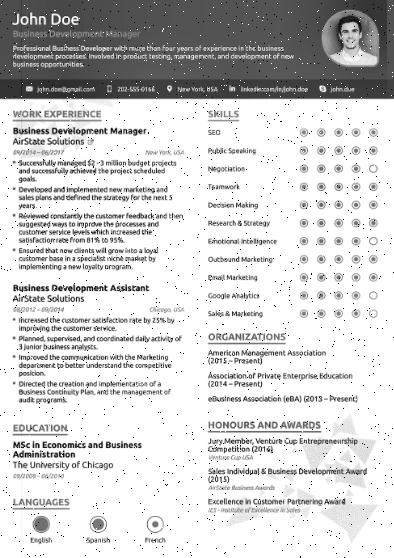 John Doe
Business Development Manager
Professional Business Developer with more than four years of experience in the business
development processes. Involved in product testing, management, and development of new
business opportunities.
john.doe@gmail.com
202-555-0166
New York, USA
linkedin.com/in/john.doe
john.doe
WORK EXPERIENCE
Business Development Manager
AirState Solutions
09/2014 – 06/2017
New York, USA
Successfully managed $2 -3 million budget projects
and successfully achieved the project scheduled
goals.
Developed and implemented new marketing and
sales plans and defined the strategy for the next 5
years.
Reviewed constantly the customer feedback and then
suggested ways to improve the processes and
customer service levels which increased the
satisfaction rate from 81% to 95%.
Ensured that new clients will grow into a loyal
customer base in a specialist niche market by
implementing a new loyalty program.
Business Development Assistant
AirState Solutions
08/2012 – 09/2014
Chicago, USA
Increased the customer satisfaction rate by 25% by
improving the customer service.
Planned, supervised, and coordinated daily activity of
3 junior business analysts.
Improved the communication with the Marketing
department to better understand the competitive
position.
Directed the creation and implementation of a
Business Continuity Plan, and the management of
audit programs.
EDUCATION
MSc in Economics and Business
Administration
The University of Chicago
09/2008 – 06/2010
LANGUAGES
English
Spanish
French
SKILLS
SEO
Public Speaking
Negotiation
Teamwork
Decision Making
Research & Strategy
Emotional Intelligence
Outbound Marketing
Email Marketing
Google Analytics
Sales & Marketing
ORGANIZATIONS
American Management Association
(2015 – Present)
Association of Private Enterprise Education
(2014 – Present)
eBusiness Association (eBA) (2013 – Present)
HONOURS AND AWARDS
Jury Member, Venture Cup Entrepreneurship
Competition (2016)
Venture Cup USA
Sales Individual & Business Development Award
(2015)
AirState Business Awards
Excellence in Customer Partnering Award
IES - Institute of Excellence in Sales